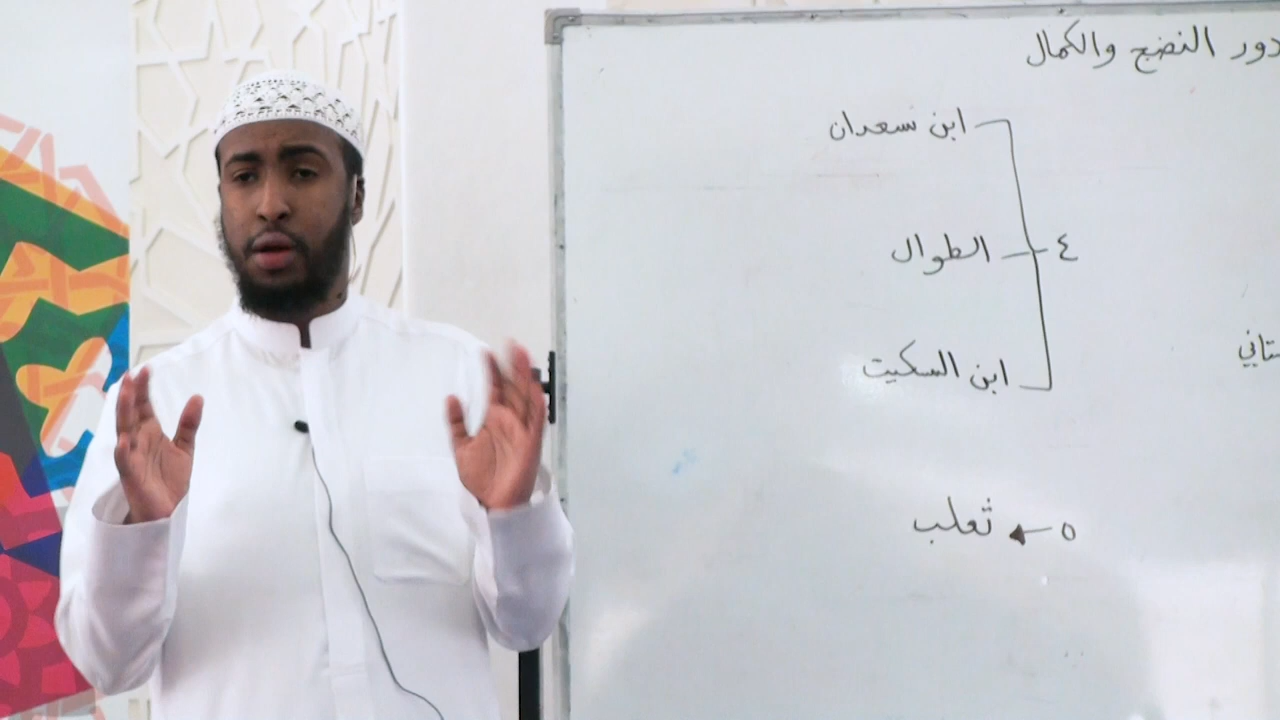 دور النضج والكمال
ابن سعدان
٤ الطوال
ابن السكيت
٥ ثعلب